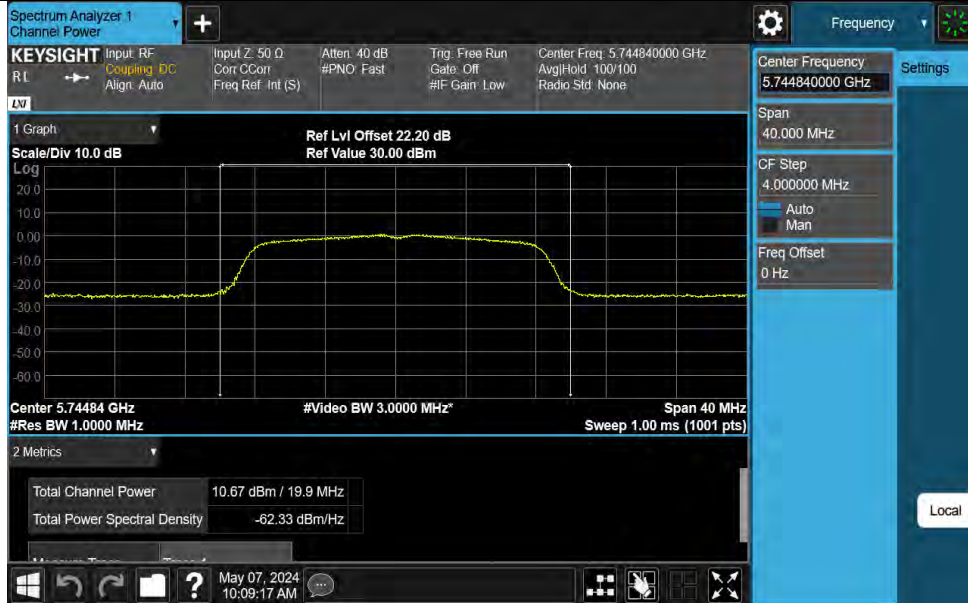 Spectrum Analyzer 1
Channel Power
Frequency
KEYSIGHT
Input: RF
Coupling: DC
Align: Auto
Input Z: 50 Ω
Corr CCorr
Freq Ref: Int (S)
Atten: 40 dB
#PNO: Fast
Trig: Free Run
Gate: Off
#IF Gain: Low
Center Freq: 5.744840000 GHz
Avg|Hold: 100/100
Radio Std: None
LXI
Center Frequency
5.744840000 GHz
Settings
Span
40.000 MHz
CF Step
4.000000 MHz
Auto
Man
Freq Offset
0 Hz
1 Graph
Scale/Div 10.0 dB
Ref Lvl Offset 22.20 dB
Ref Value 30.00 dBm
Log
20.0
10.0
0.00
-10.0
-20.0
-30.0
-40.0
-50.0
-60.0
Center 5.74484 GHz
#Video BW 3.0000 MHz*
Span 40 MHz
#Res BW 1.0000 MHz
Sweep 1.00 ms (1001 pts)
2 Metrics
Total Channel Power
10.67 dBm / 19.9 MHz
Total Power Spectral Density
-62.33 dBm/Hz
Local
?
May 07, 2024
10:09:17 AM